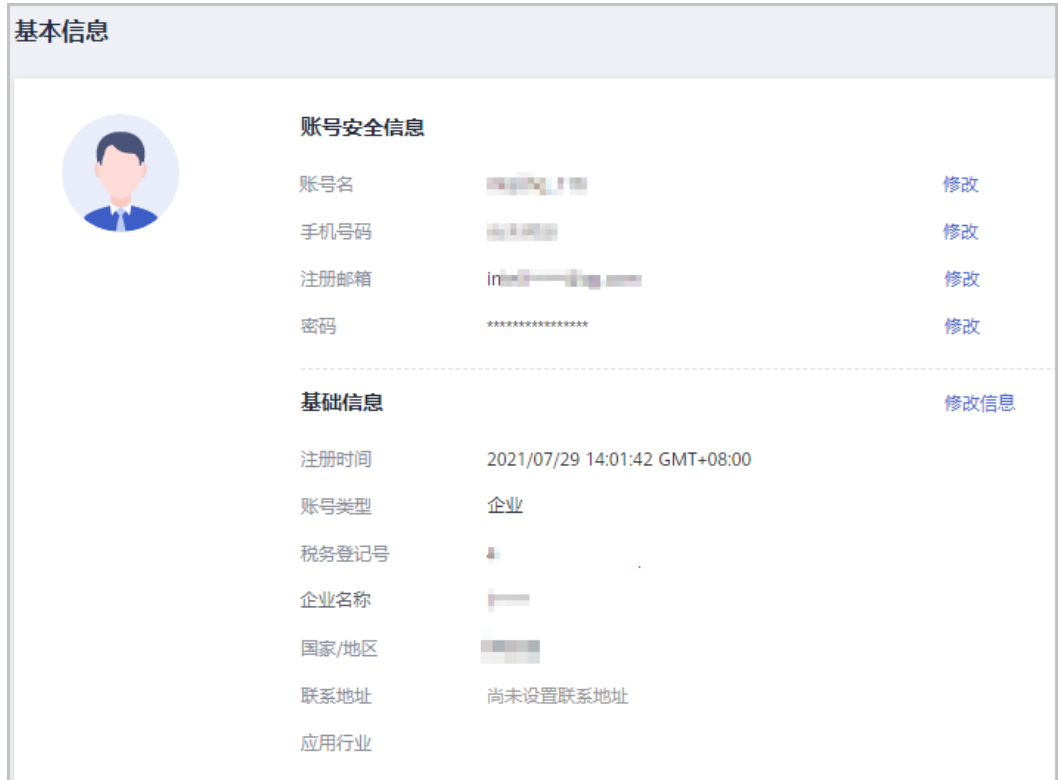 基本信息
账号安全信息
账号名 修改
手机号码 修改
注册邮箱 修改
密码 **************** 修改
基础信息 修改信息
注册时间 2021/07/29 14:01:42 GMT+08:00
账号类型 企业
税务登记号
企业名称
国家/地区
联系地址 尚未设置联系地址
应用行业